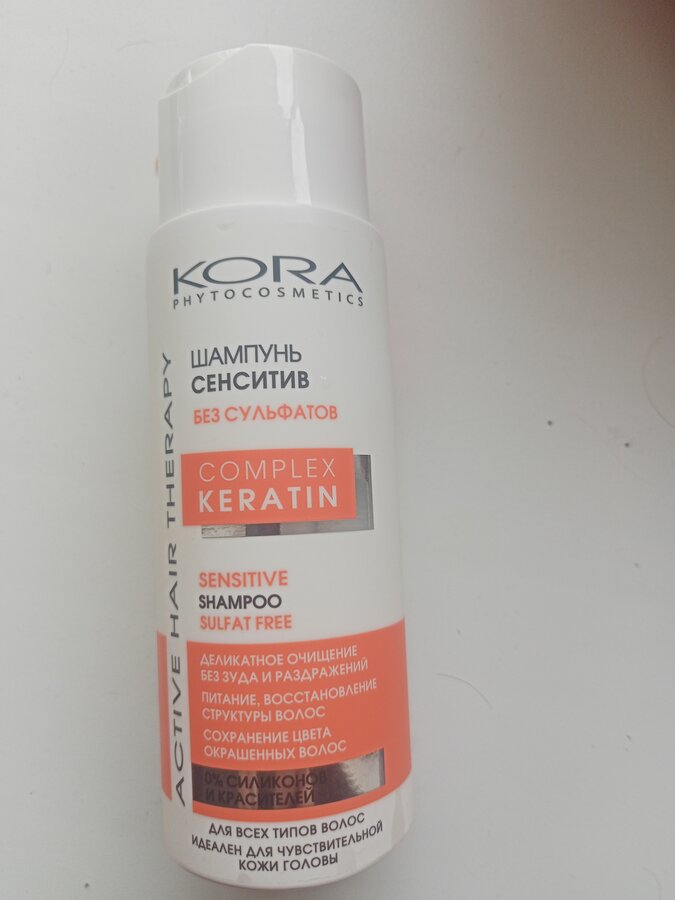 KORA
PHYTOCOSMETICS
ACTIVE HAIR THERAPY
ШАМПУНЬ
СЕНСИТИВ
БЕЗ СУЛЬФАТОВ
COMPLEX
KERATIN
SENSITIVE
SHAMPOO
SULFAT FREE
ДЕЛИКАТНОЕ ОЧИЩЕНИЕ
БЕЗ ЗУДА И РАЗДРАЖЕНИЙ
ПИТАНИЕ, ВОССТАНОВЛЕНИЕ
СТРУКТУРЫ ВОЛОС
СОХРАНЕНИЕ ЦВЕТА
ОКРАШЕННЫХ ВОЛОС
0% СИЛИКОНОВ
И КРАСИТЕЛЕЙ
ДЛЯ ВСЕХ ТИПОВ ВОЛОС
ИДЕАЛЕН ДЛЯ ЧУВСТВИТЕЛЬНОЙ
КОЖИ ГОЛОВЫ